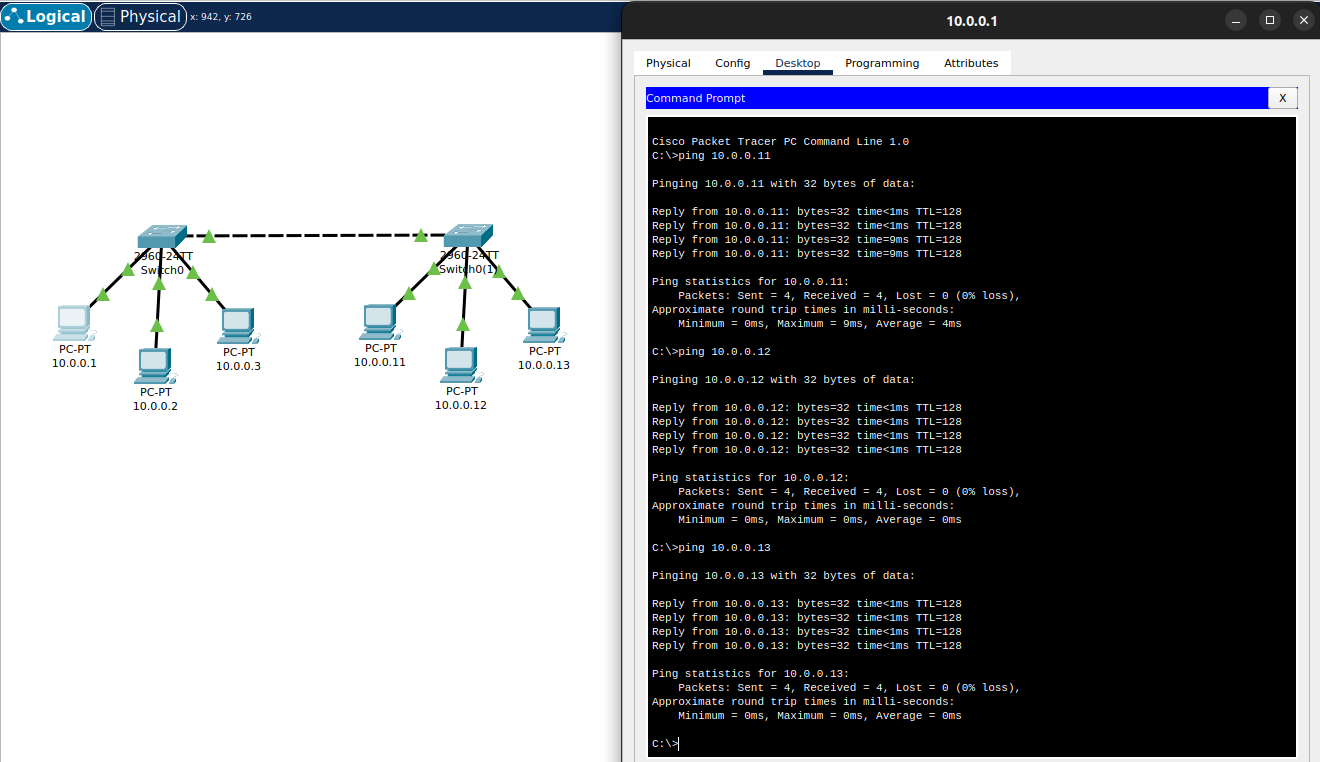 Logical Physical x: 942, y: 726
2960-24TT
Switch0
2960-24TT
Switch0(1)
PC-PT
10.0.0.1
PC-PT
10.0.0.2
PC-PT
10.0.0.3
PC-PT
10.0.0.11
PC-PT
10.0.0.12
PC-PT
10.0.0.13
10.0.0.1
Physical Config Desktop Programming Attributes
Command Prompt X
Cisco Packet Tracer PC Command Line 1.0
C:\>ping 10.0.0.11
Pinging 10.0.0.11 with 32 bytes of data:
Reply from 10.0.0.11: bytes=32 time<1ms TTL=128
Reply from 10.0.0.11: bytes=32 time<1ms TTL=128
Reply from 10.0.0.11: bytes=32 time=9ms TTL=128
Reply from 10.0.0.11: bytes=32 time=9ms TTL=128
Ping statistics for 10.0.0.11:
Packets: Sent = 4, Received = 4, Lost = 0 (0% loss),
Approximate round trip times in milli-seconds:
Minimum = 0ms, Maximum = 9ms, Average = 4ms
C:\>ping 10.0.0.12
Pinging 10.0.0.12 with 32 bytes of data:
Reply from 10.0.0.12: bytes=32 time<1ms TTL=128
Reply from 10.0.0.12: bytes=32 time<1ms TTL=128
Reply from 10.0.0.12: bytes=32 time<1ms TTL=128
Reply from 10.0.0.12: bytes=32 time<1ms TTL=128
Ping statistics for 10.0.0.12:
Packets: Sent = 4, Received = 4, Lost = 0 (0% loss),
Approximate round trip times in milli-seconds:
Minimum = 0ms, Maximum = 0ms, Average = 0ms
C:\>ping 10.0.0.13
Pinging 10.0.0.13 with 32 bytes of data:
Reply from 10.0.0.13: bytes=32 time<1ms TTL=128
Reply from 10.0.0.13: bytes=32 time<1ms TTL=128
Reply from 10.0.0.13: bytes=32 time<1ms TTL=128
Reply from 10.0.0.13: bytes=32 time<1ms TTL=128
Ping statistics for 10.0.0.13:
Packets: Sent = 4, Received = 4, Lost = 0 (0% loss),
Approximate round trip times in milli-seconds:
Minimum = 0ms, Maximum = 0ms, Average = 0ms
C:\>